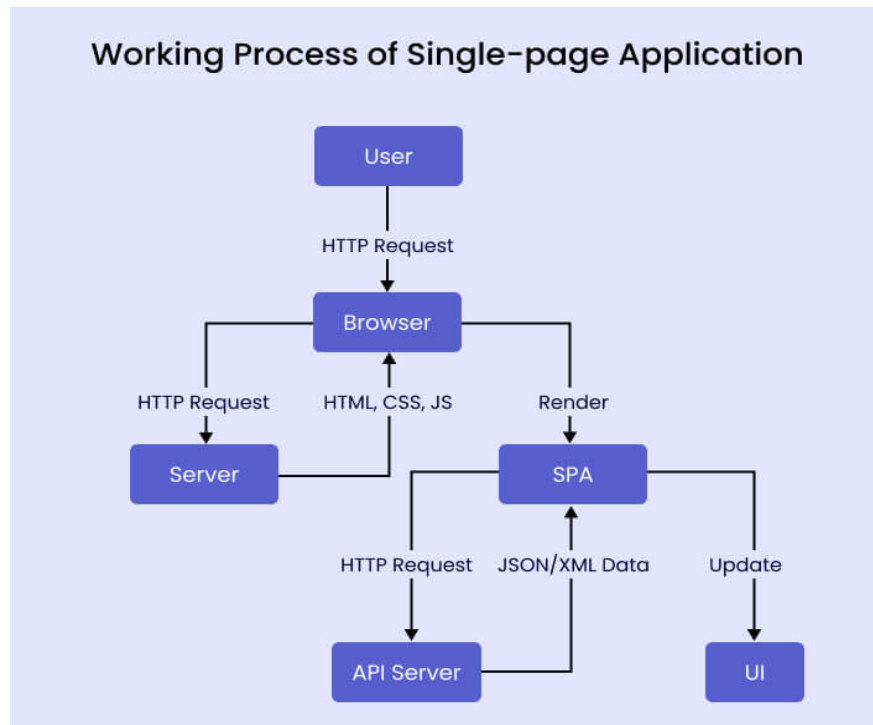 Working Process of Single-page Application
User
HTTP Request
Browser
HTTP Request
HTML, CSS, JS
Render
Server
SPA
HTTP Request
JSON/XML Data
Update
API Server
UI